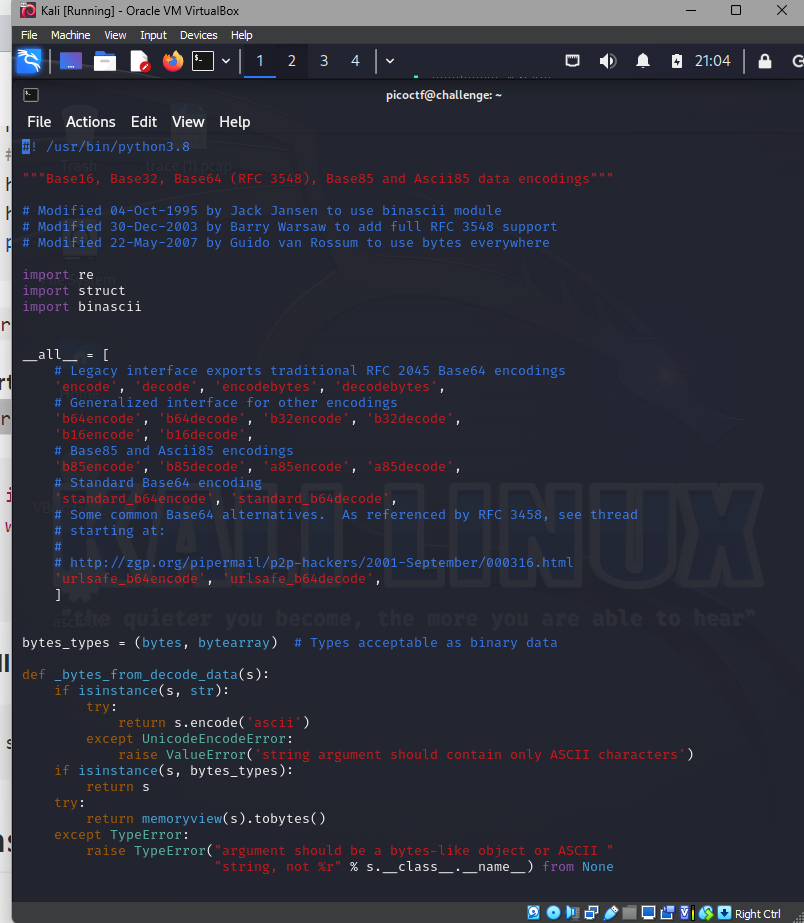 Kali [Running] - Oracle VM VirtualBox
File Machine View Input Devices Help
1 2 3 4 21:04
picoctf@challenge: ~
File Actions Edit View Help
#! /usr/bin/python3.8
"""Base16, Base32, Base64 (RFC 3548), Base85 and Ascii85 data encodings"""
# Modified 04-Oct-1995 by Jack Jansen to use binascii module
# Modified 30-Dec-2003 by Barry Warsaw to add full RFC 3548 support
# Modified 22-May-2007 by Guido van Rossum to use bytes everywhere
import re
import struct
import binascii
__all__ = [
    # Legacy interface exports traditional RFC 2045 Base64 encodings
    'encode', 'decode', 'encodebytes', 'decodebytes',
    # Generalized interface for other encodings
    'b64encode', 'b64decode', 'b32encode', 'b32decode',
    'b16encode', 'b16decode',
    # Base85 and Ascii85 encodings
    'b85encode', 'b85decode', 'a85encode', 'a85decode',
    # Standard Base64 encoding
    'standard_b64encode', 'standard_b64decode',
    # Some common Base64 alternatives.  As referenced by RFC 3458, see thread
    # starting at:
    #
    # http://zgp.org/pipermail/p2p-hackers/2001-September/000316.html
    'urlsafe_b64encode', 'urlsafe_b64decode',
    ]
KALI LINUX
"the quieter you become, the more you are able to hear"
bytes_types = (bytes, bytearray)  # Types acceptable as binary data
def _bytes_from_decode_data(s):
    if isinstance(s, str):
        try:
            return s.encode('ascii')
        except UnicodeEncodeError:
            raise ValueError('string argument should contain only ASCII characters')
    if isinstance(s, bytes_types):
        return s
    try:
        return memoryview(s).tobytes()
    except TypeError:
        raise TypeError("argument should be a bytes-like object or ASCII "
                        "string, not %r" % s.__class__.__name__) from None
Right Ctrl